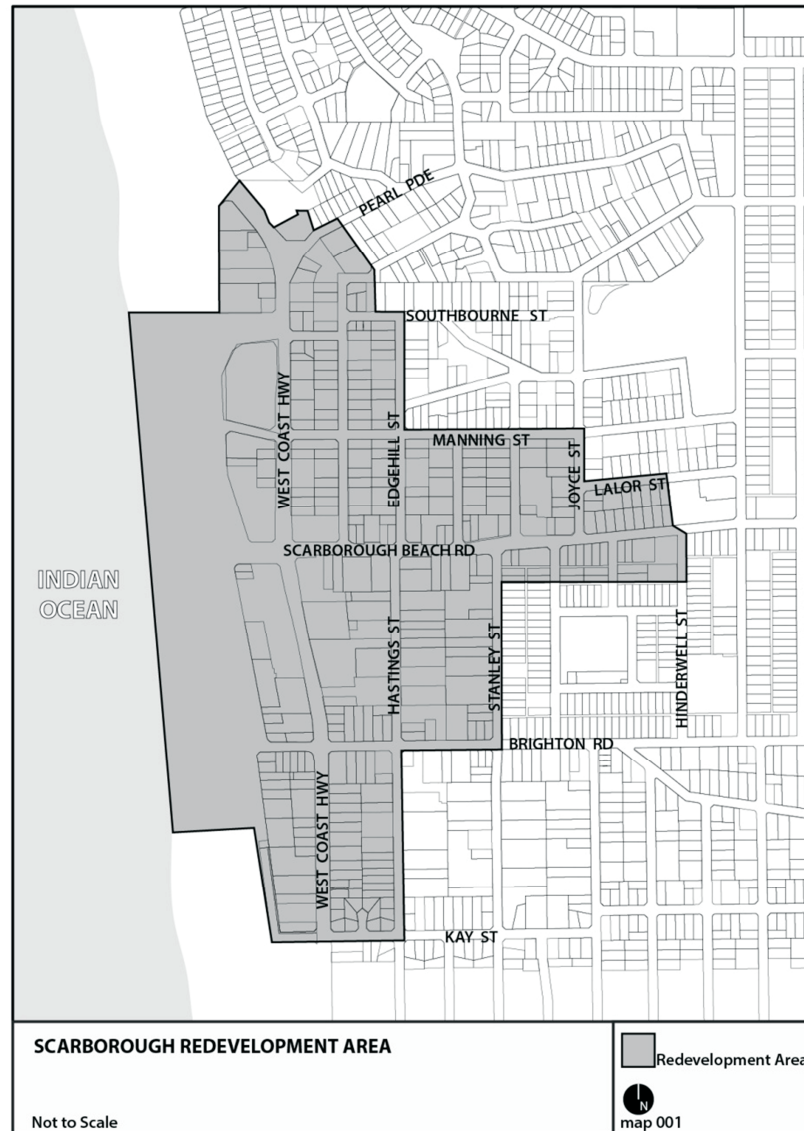 PEARL PDE
SOUTHBOURNE ST
WEST COAST HWY
EDGEHILL ST
MANNING ST
JOYCE ST
LALOR ST
SCARBOROUGH BEACH RD
INDIAN
OCEAN
HASTINGS ST
STANLEY ST
HINDERWELL ST
BRIGHTON RD
WEST COAST HWY
KAY ST
SCARBOROUGH REDEVELOPMENT AREA
Redevelopment Area
N
Not to Scale
map 001